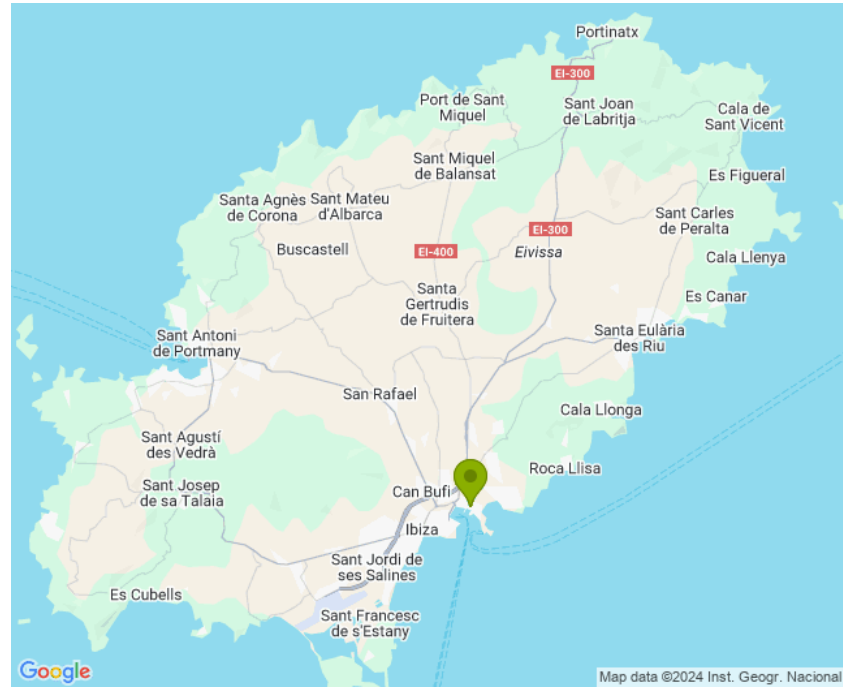 Portinatx
EI-300
Port de Sant
Miquel
Sant Joan
de Labritja
Cala de
Sant Vicent
Sant Miquel
de Balansat
Es Figueral
Santa Agnès
de Corona
Sant Mateu
d'Albarca
Sant Carles
de Peralta
EI-300
Buscastell
EI-400
Eivissa
Cala Llenya
Santa
Gertrudis
de Fruitera
Es Canar
Sant Antoni
de Portmany
Santa Eulària
des Riu
San Rafael
Cala Llonga
Sant Agustí
des Vedrà
Roca Llisa
Sant Josep
de sa Talaia
Can Bufí
Ibiza
Sant Jordi de
ses Salines
Es Cubells
Sant Francesc
de s'Estany
Google
Map data ©2024 Inst. Geogr. Nacional